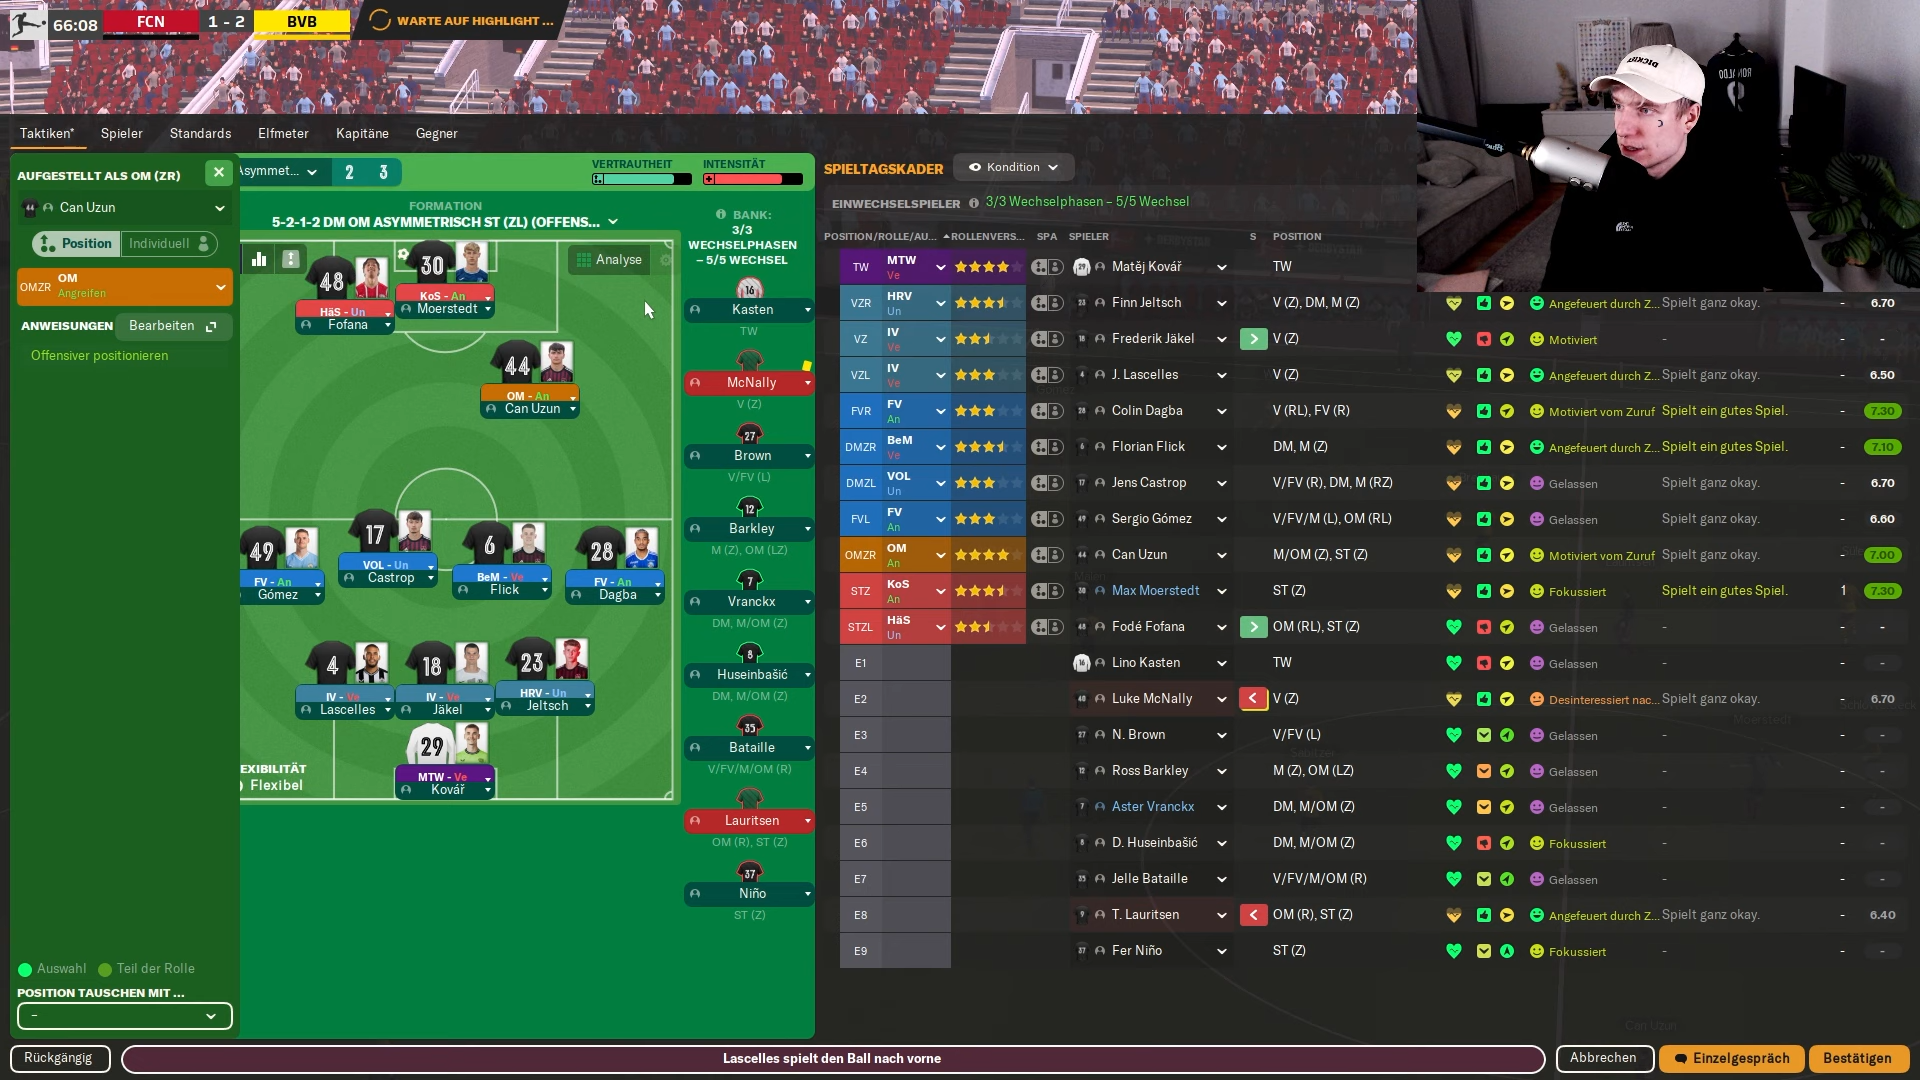 66:08 FCN 1 - 2 BVB WARTE AUF HIGHLIGHT ...
Taktiken* Spieler Standards Elfmeter Kapitäne Gegner
AUFGESTELLT ALS OM (ZR)
Can Uzun
Position Individuell
OMZR OM
Angreifen
ANWEISUNGEN Bearbeiten
Offensiver positionieren
Auswahl Teil der Rolle
POSITION TAUSCHEN MIT ...
–
Asymmet... 2 3
VERTRAUTHEIT INTENSITÄT
FORMATION
5-2-1-2 DM OM ASYMMETRISCH ST (ZL) (OFFENS...
Analyse
48 30
HäS - Un KoS - An
Fofana Moerstedt
44
OM - An
Can Uzun
49 17 6 28
FV - An VOL - Un BeM - Ve FV - An
Gómez Castrop Flick Dagba
4 18 23
IV - Ve IV - Ve HRV - Un
Lascelles Jäkel Jeltsch
29
MTW - Ve
Kovář
EXIBILITÄT
Flexibel
BANK:
3/3
WECHSELPHASEN
– 5/5 WECHSEL
16
Kasten
TW
McNally
V (Z)
27
Brown
V/FV (L)
12
Barkley
M (Z), OM (LZ)
7
Vranckx
DM, M/OM (Z)
8
Huseinbašić
DM, M/OM (Z)
35
Bataille
V/FV/M/OM (R)
Lauritsen
OM (R), ST (Z)
37
Niño
ST (Z)
SPIELTAGSKADER Kondition
EINWECHSELSPIELER 3/3 Wechselphasen – 5/5 Wechsel
POSITION/ROLLE/AU... ROLLENVERS... SPA SPIELER S POSITION
TW MTW Ve Matěj Kovář TW
VZR HRV Un Finn Jeltsch V (Z), DM, M (Z) Angefeuert durch Z... Spielt ganz okay. - 6.70
VZ IV Ve Frederik Jäkel V (Z) Motiviert - - -
VZL IV Ve J. Lascelles V (Z) Angefeuert durch Z... Spielt ganz okay. - 6.50
FVR FV An Colin Dagba V (RL), FV (R) Motiviert vom Zuruf Spielt ein gutes Spiel. - 7.30
DMZR BeM Ve Florian Flick DM, M (Z) Angefeuert durch Z... Spielt ein gutes Spiel. - 7.10
DMZL VOL Un Jens Castrop V/FV (R), DM, M (RZ) Gelassen Spielt ganz okay. - 6.70
FVL FV An Sergio Gómez V/FV/M (L), OM (RL) Gelassen Spielt ganz okay. - 6.60
OMZR OM An Can Uzun M/OM (Z), ST (Z) Motiviert vom Zuruf Spielt ganz okay. - 7.00
STZ KoS An Max Moerstedt ST (Z) Fokussiert Spielt ein gutes Spiel. 1 7.30
STZL HäS Un Fodé Fofana OM (RL), ST (Z) Gelassen - - -
E1 Lino Kasten TW Gelassen - - -
E2 Luke McNally V (Z) Desinteressiert nac... Spielt ganz okay. - 6.70
E3 N. Brown V/FV (L) Gelassen - - -
E4 Ross Barkley M (Z), OM (LZ) Gelassen - - -
E5 Aster Vranckx DM, M/OM (Z) Gelassen - - -
E6 D. Huseinbašić DM, M/OM (Z) Fokussiert - - -
E7 Jelle Bataille V/FV/M/OM (R) Gelassen - - -
E8 T. Lauritsen OM (R), ST (Z) Angefeuert durch Z... Spielt ganz okay. - 6.40
E9 Fer Niño ST (Z) Fokussiert - - -
Can Uzun
Rückgängig Lascelles spielt den Ball nach vorne Abbrechen Einzelgespräch Bestätigen